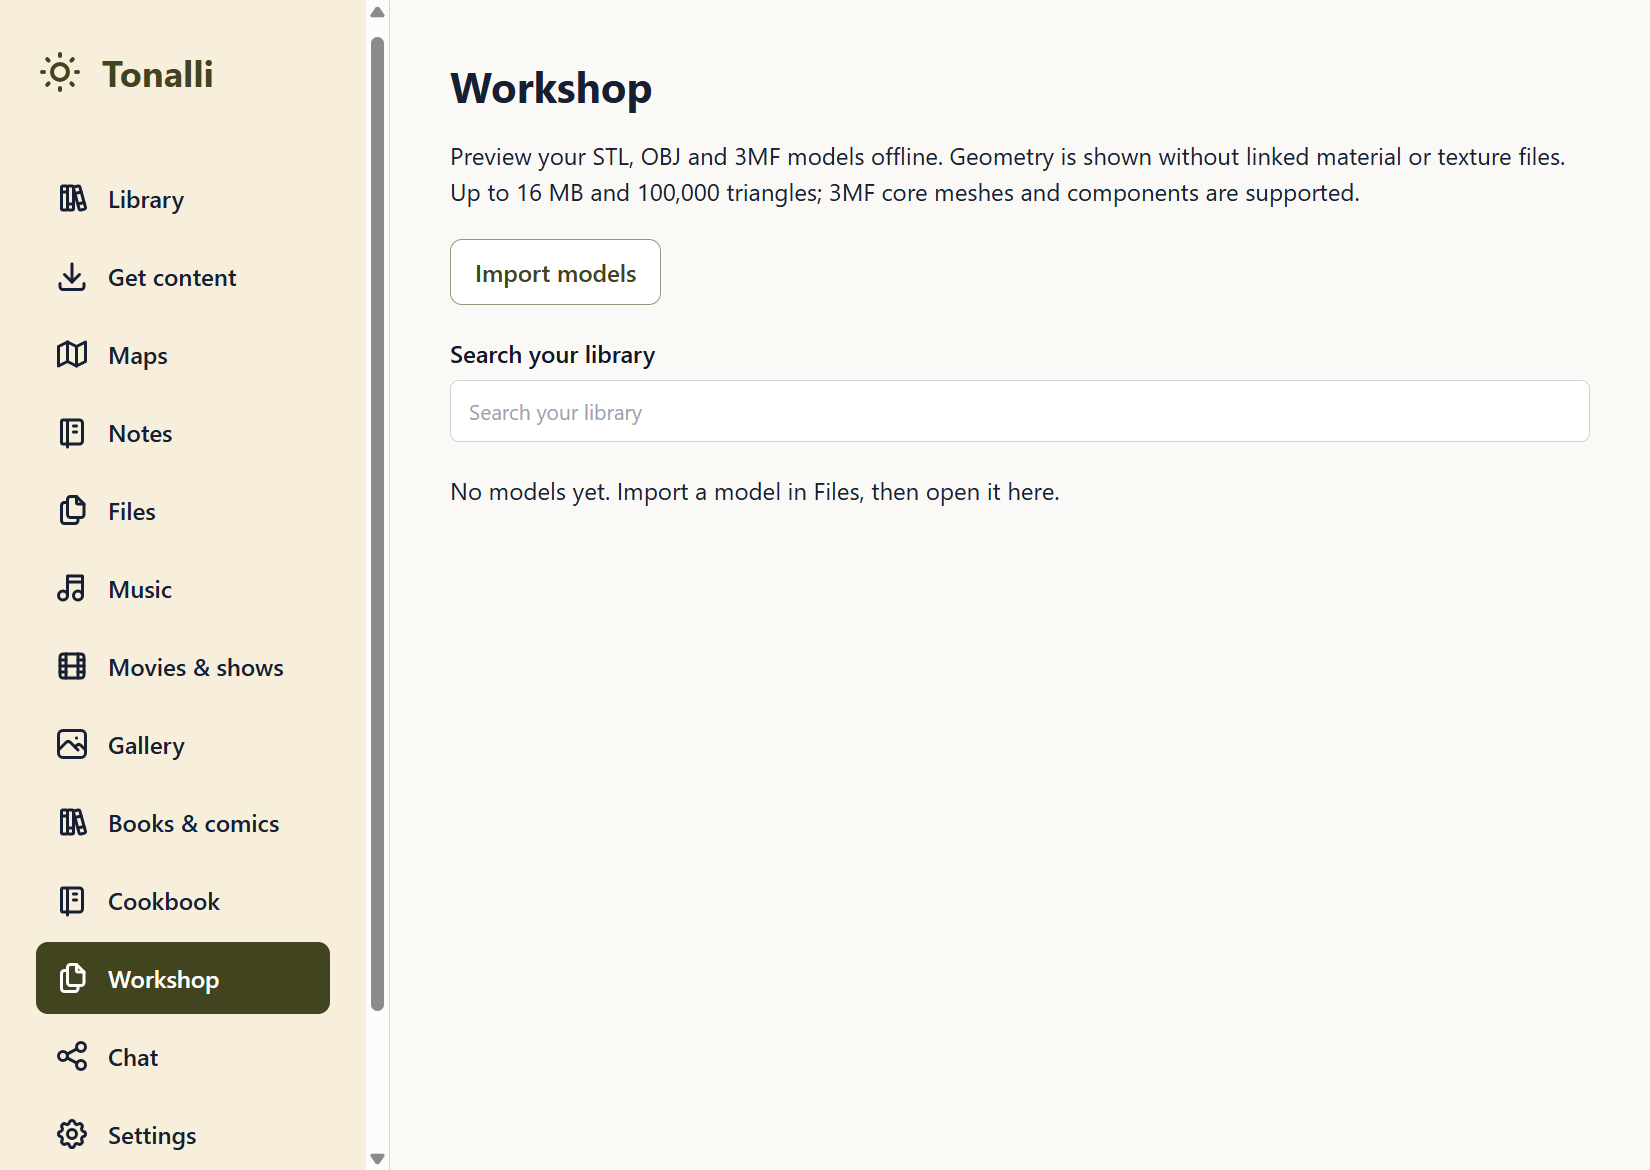 Tonalli
Library
Get content
Maps
Notes
Files
Music
Movies & shows
Gallery
Books & comics
Cookbook
Workshop
Chat
Settings
Workshop
Preview your STL, OBJ and 3MF models offline. Geometry is shown without linked material or texture files.
Up to 16 MB and 100,000 triangles; 3MF core meshes and components are supported.
Import models
Search your library
Search your library
No models yet. Import a model in Files, then open it here.